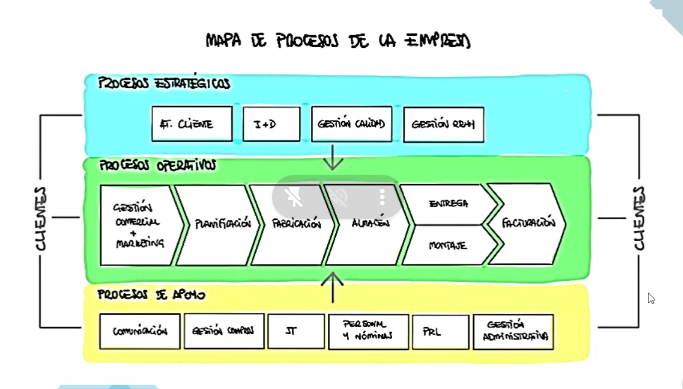 MAPA DE PROCESOS DE LA EMPRESA
PROCESOS ESTRATÉGICOS
AT. CLIENTE
I+D
GESTIÓN CALIDAD
GESTIÓN RRHH
PROCESOS OPERATIVOS
GESTIÓN
COMERCIAL
+
MARKETING
PLANIFICACIÓN
FABRICACIÓN
ALMACÉN
ENTREGA
MONTAJE
FACTURACIÓN
CLIENTES
CLIENTES
PROCESOS DE APOYO
COMUNICACIÓN
GESTIÓN COMPRAS
IT
PERSONAL
Y NÓMINAS
PRL
GESTIÓN
ADMINISTRATIVA